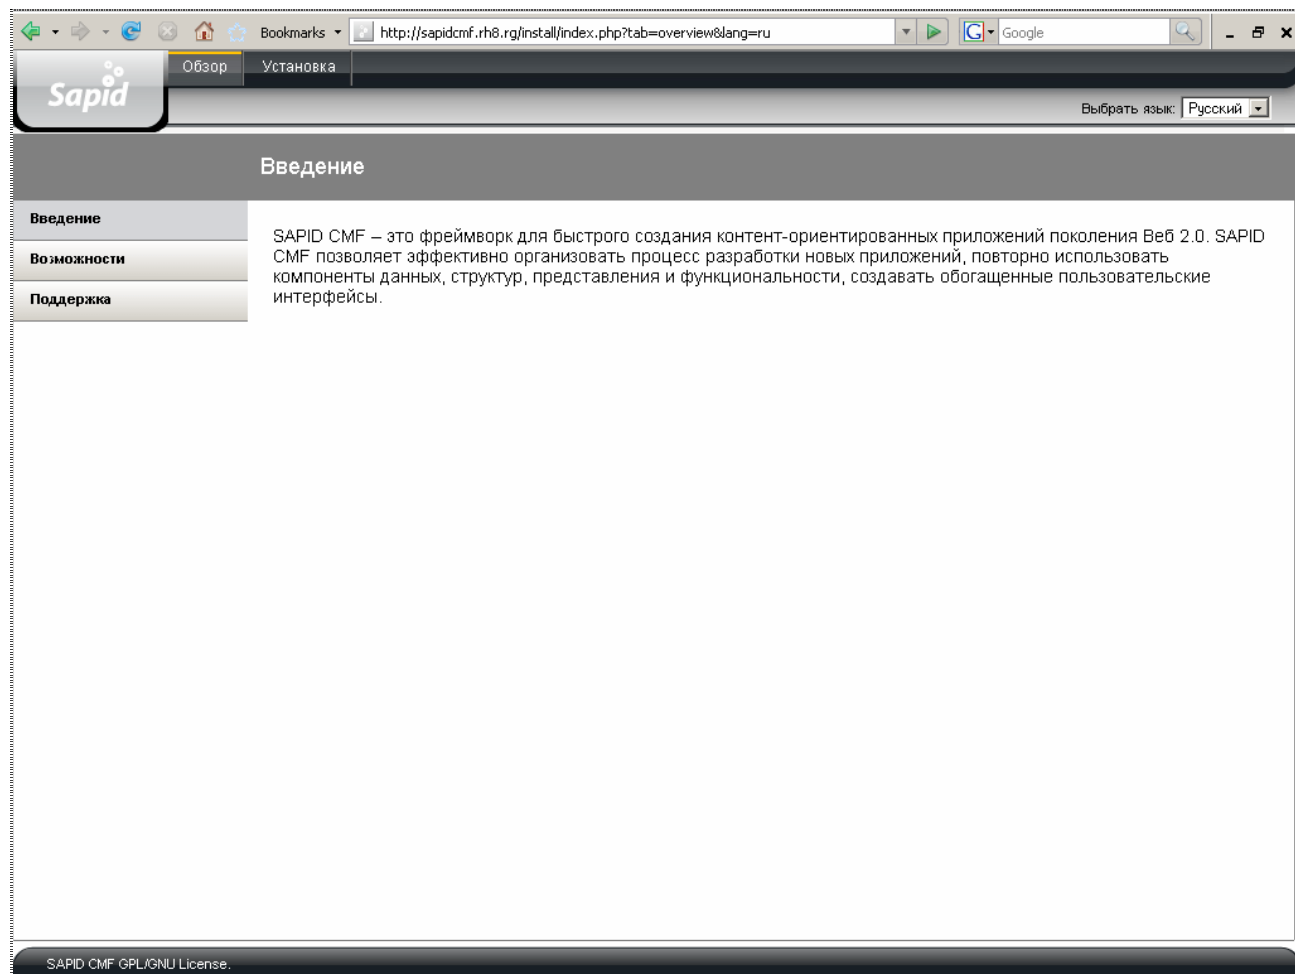 Bookmarks
http://sapidcmf.rh8.rg/install/index.php?tab=overview&lang=ru
G
Google
Sapid
Обзор
Установка
Выбрать язык:
Русский
Введение
Введение
Возможности
Поддержка
SAPID CMF – это фреймворк для быстрого создания контент-ориентированных приложений поколения Веб 2.0. SAPID
CMF позволяет эффективно организовать процесс разработки новых приложений, повторно использовать
компоненты данных, структур, представления и функциональности, создавать обогащенные пользовательские
интерфейсы.
SAPID CMF GPL/GNU License.